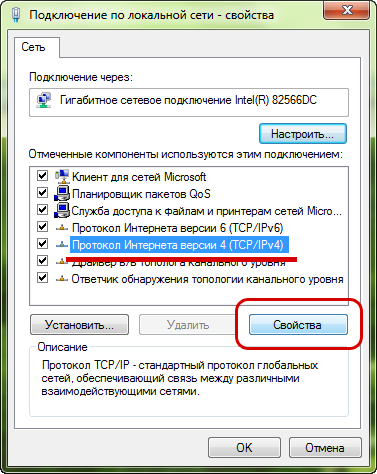 Подключение по локальной сети - свойства
Сеть
Подключение через:
Гигабитное сетевое подключение Intel(R) 82566DC
Настроить...
Отмеченные компоненты используются этим подключением:
Клиент для сетей Microsoft
Планировщик пакетов QoS
Служба доступа к файлам и принтерам сетей Micro...
Протокол Интернета версии 6 (TCP/IPv6)
Протокол Интернета версии 4 (TCP/IPv4)
Драйвер в/в тополога канального уровня
Ответчик обнаружения топологии канального уровня
Установить...
Удалить
Свойства
Описание
Протокол TCP/IP - стандартный протокол глобальных
сетей, обеспечивающий связь между различными
взаимодействующими сетями.
OK
Отмена